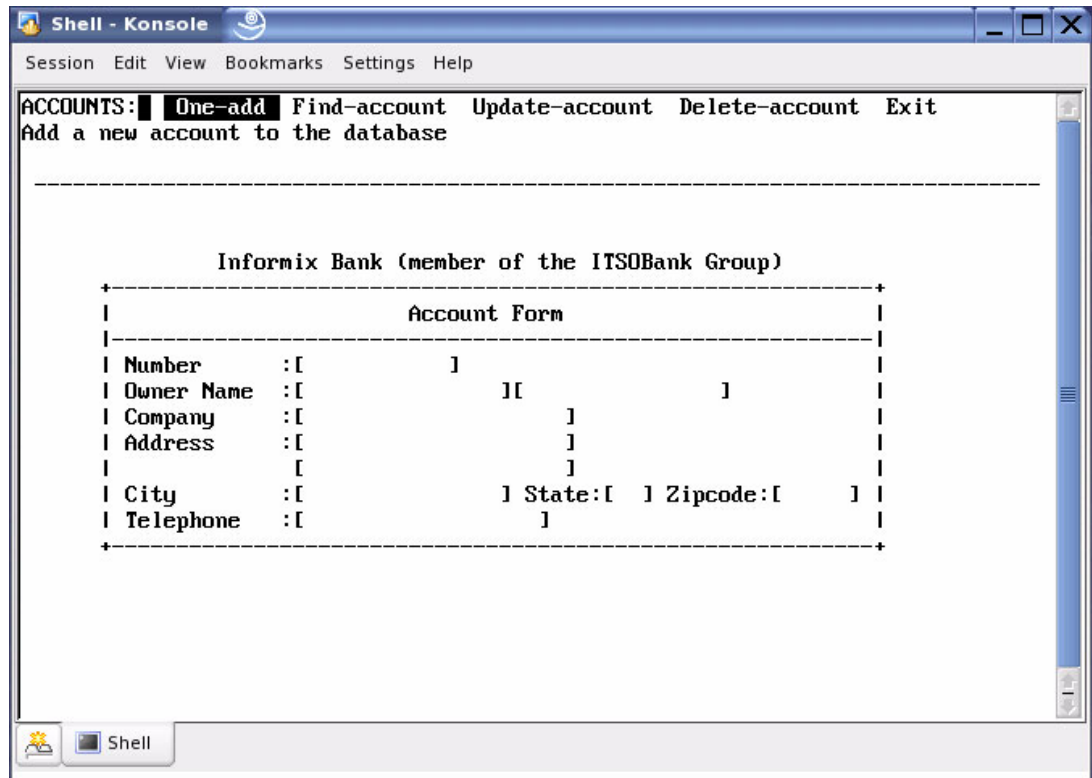 Shell - Konsole
Session Edit View Bookmarks Settings Help
ACCOUNTS: One-add Find-account Update-account Delete-account Exit
Add a new account to the database
Informix Bank (member of the ITSOBank Group)
Account Form
Number :[ ]
Owner Name :[ ][ ]
Company :[ ]
Address :[ ]
[ ]
City :[ ] State:[ ] Zipcode:[ ]
Telephone :[ ]
Shell